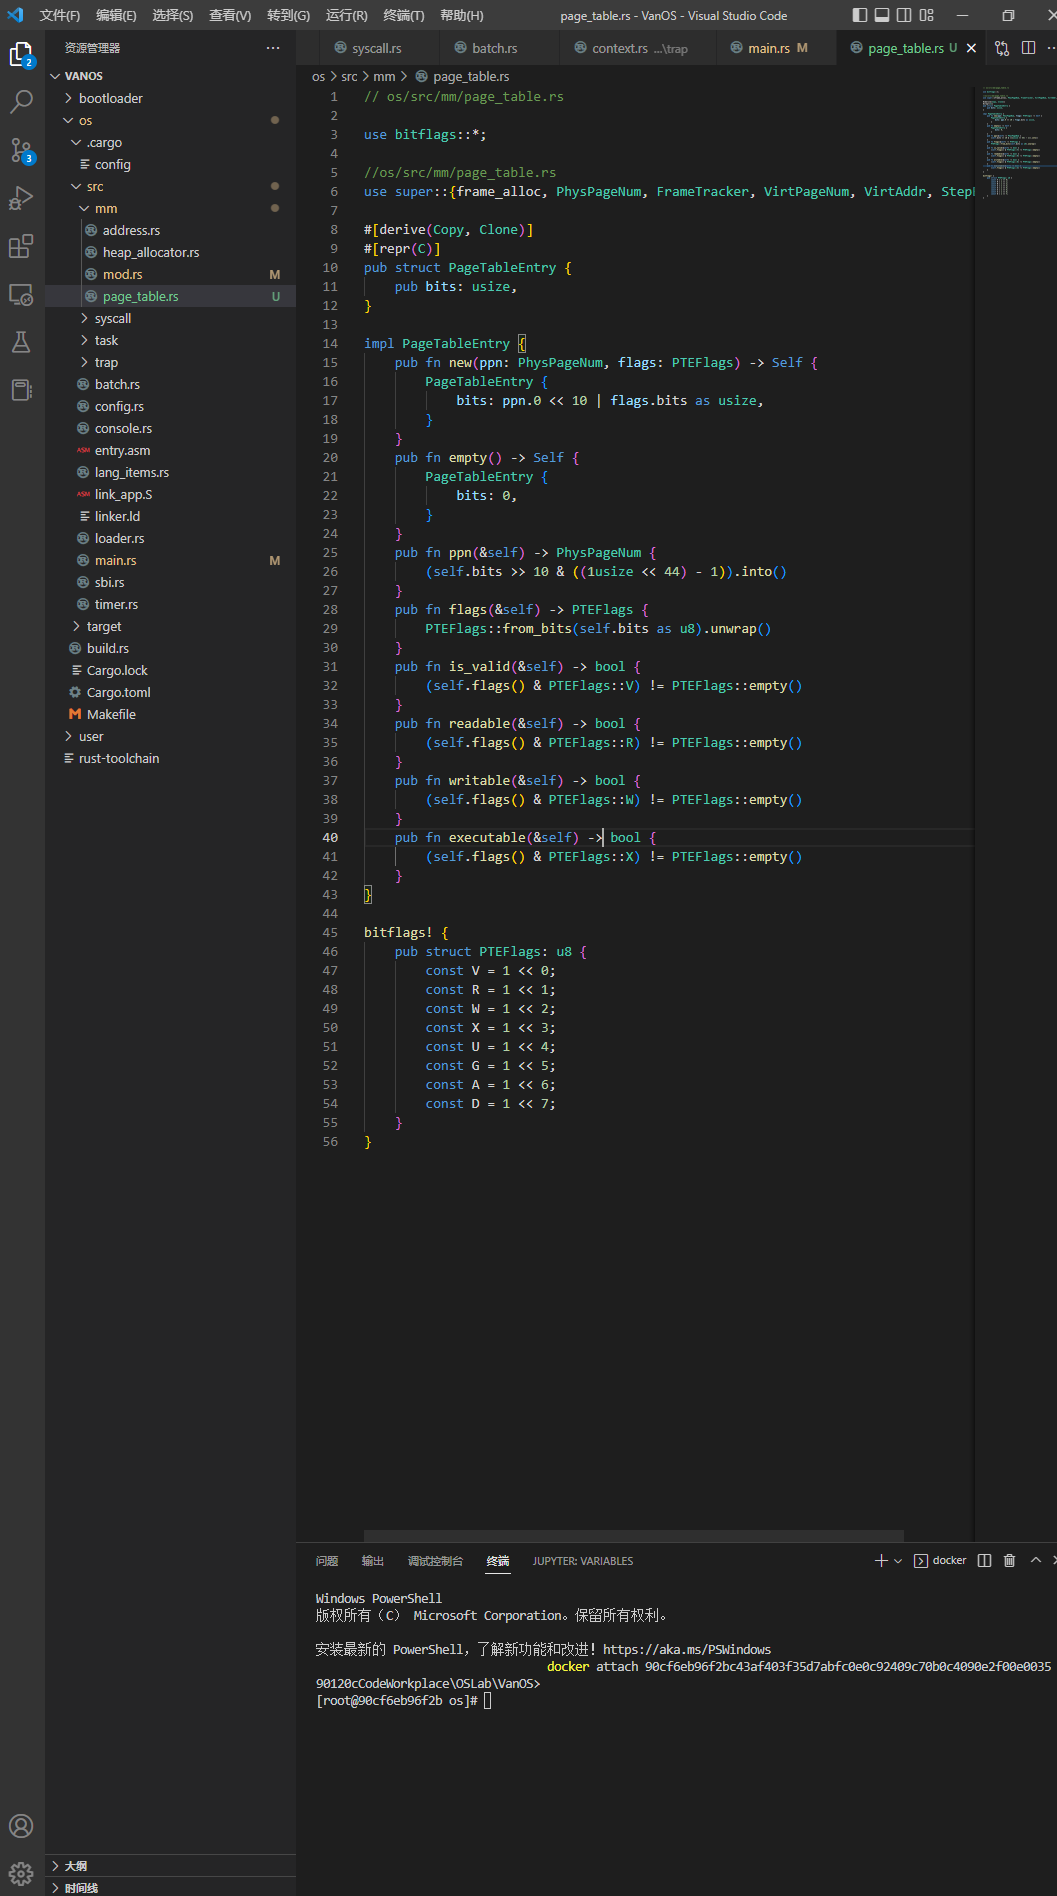 文件(F) 编辑(E) 选择(S) 查看(V) 转到(G) 运行(R) 终端(T) 帮助(H) page_table.rs - VanOS - Visual Studio Code
资源管理器
syscall.rs batch.rs context.rs ...\trap main.rs M page_table.rs U
2
3
VANOS
bootloader
os
.cargo
config
src
mm
address.rs
heap_allocator.rs
mod.rs M
page_table.rs U
syscall
task
trap
batch.rs
config.rs
console.rs
ASM entry.asm
lang_items.rs
ASM link_app.S
linker.ld
loader.rs
main.rs M
sbi.rs
timer.rs
target
build.rs
Cargo.lock
Cargo.toml
Makefile
user
rust-toolchain
大纲
时间线
os > src > mm > page_table.rs
1 // os/src/mm/page_table.rs
2
3 use bitflags::*;
4
5 //os/src/mm/page_table.rs
6 use super::{frame_alloc, PhysPageNum, FrameTracker, VirtPageNum, VirtAddr, Step
7
8 #[derive(Copy, Clone)]
9 #[repr(C)]
10 pub struct PageTableEntry {
11     pub bits: usize,
12 }
13
14 impl PageTableEntry {
15     pub fn new(ppn: PhysPageNum, flags: PTEFlags) -> Self {
16         PageTableEntry {
17             bits: ppn.0 << 10 | flags.bits as usize,
18         }
19     }
20     pub fn empty() -> Self {
21         PageTableEntry {
22             bits: 0,
23         }
24     }
25     pub fn ppn(&self) -> PhysPageNum {
26         (self.bits >> 10 & ((1usize << 44) - 1)).into()
27     }
28     pub fn flags(&self) -> PTEFlags {
29         PTEFlags::from_bits(self.bits as u8).unwrap()
30     }
31     pub fn is_valid(&self) -> bool {
32         (self.flags() & PTEFlags::V) != PTEFlags::empty()
33     }
34     pub fn readable(&self) -> bool {
35         (self.flags() & PTEFlags::R) != PTEFlags::empty()
36     }
37     pub fn writable(&self) -> bool {
38         (self.flags() & PTEFlags::W) != PTEFlags::empty()
39     }
40     pub fn executable(&self) -> bool {
41         (self.flags() & PTEFlags::X) != PTEFlags::empty()
42     }
43 }
44
45 bitflags! {
46     pub struct PTEFlags: u8 {
47         const V = 1 << 0;
48         const R = 1 << 1;
49         const W = 1 << 2;
50         const X = 1 << 3;
51         const U = 1 << 4;
52         const G = 1 << 5;
53         const A = 1 << 6;
54         const D = 1 << 7;
55     }
56 }
问题 输出 调试控制台 终端 JUPYTER: VARIABLES docker
Windows PowerShell
版权所有（C） Microsoft Corporation。保留所有权利。
安装最新的 PowerShell，了解新功能和改进！https://aka.ms/PSWindows
docker attach 90cf6eb96f2bc43af403f35d7abfc0e0c92409c70b0c4090e2f00e0035
90120cCodeWorkplace\OSLab\VanOS>
[root@90cf6eb96f2b os]#